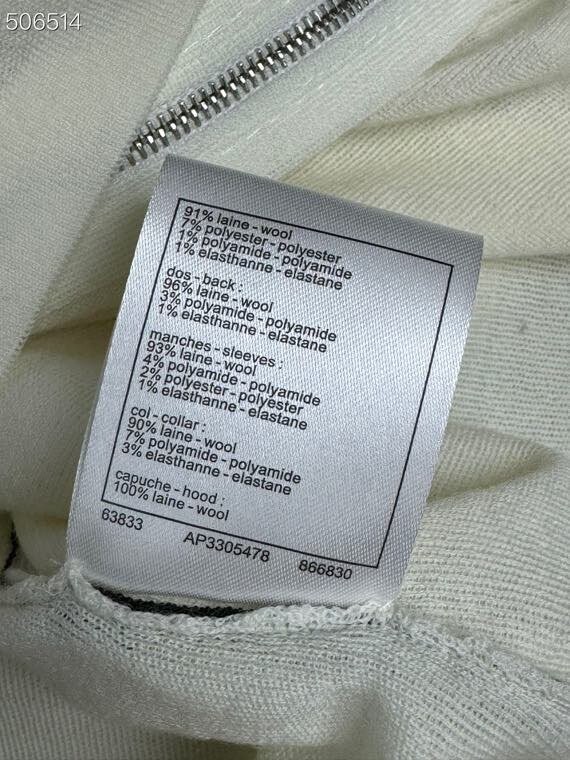 506514
91% laine - wool
7% polyester - polyester
1% polyamide - polyamide
1% elasthanne - elastane
dos - back :
96% laine - wool
3% polyamide - polyamide
1% elasthanne - elastane
manches - sleeves :
93% laine - wool
4% polyamide - polyamide
2% polyester - polyester
1% elasthanne - elastane
col - collar :
90% laine - wool
7% polyamide - polyamide
3% elasthanne - elastane
capuche - hood :
100% laine - wool
63833 AP3305478 866830